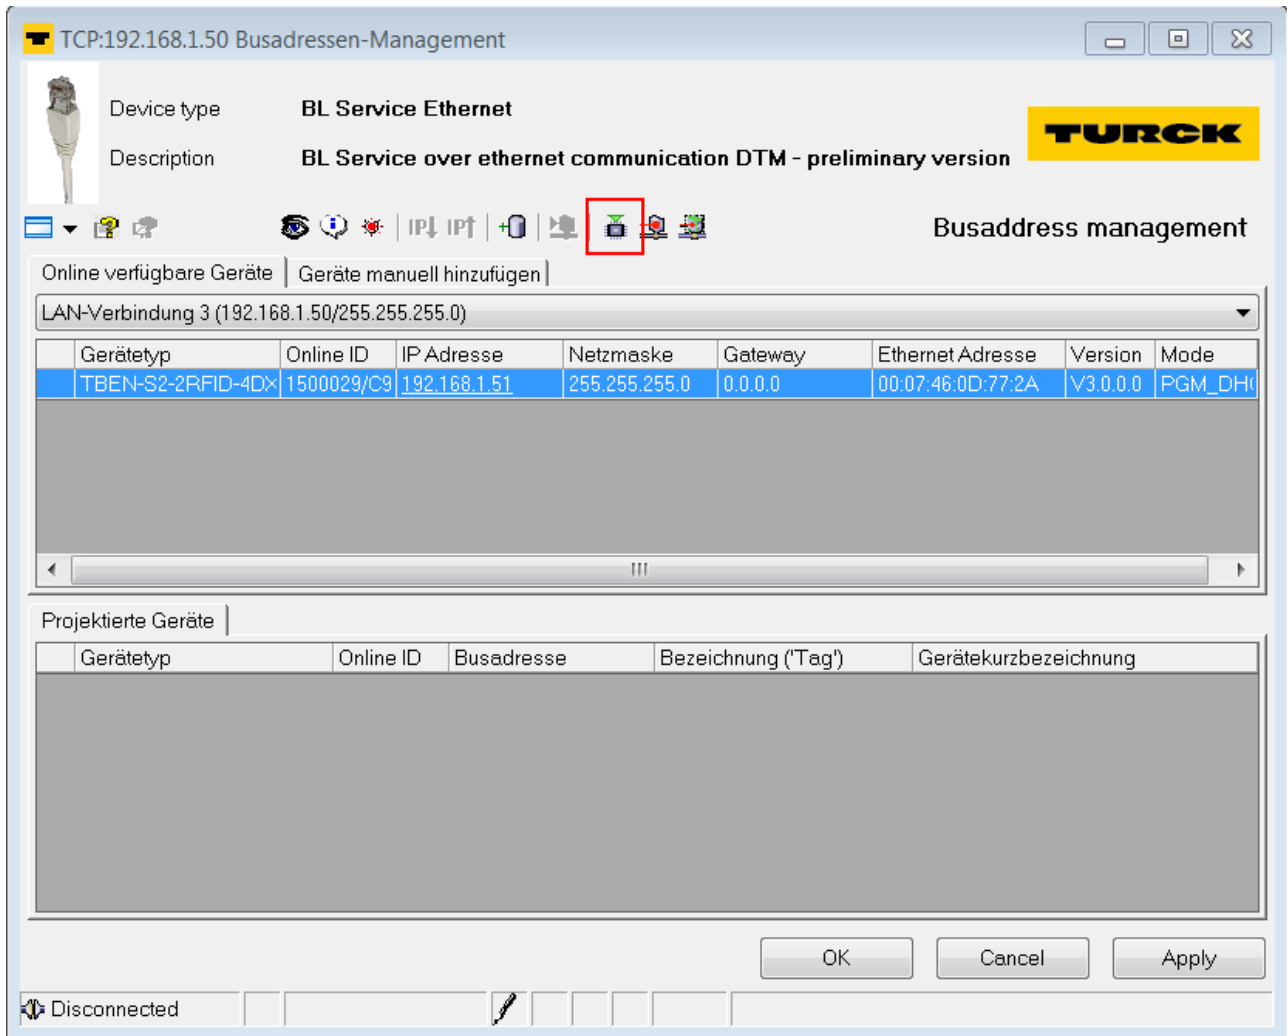 TCP:192.168.1.50 Busadressen-Management
Device type BL Service Ethernet
TURCK
Description BL Service over ethernet communication DTM - preliminary version
IP IP Busaddress management
Online verfügbare Geräte Geräte manuell hinzufügen
LAN-Verbindung 3 (192.168.1.50/255.255.255.0)
Gerätetyp Online ID IP Adresse Netzmaske Gateway Ethernet Adresse Version Mode
TBEN-S2-2RFID-4DX 1500029/C9 192.168.1.51 255.255.255.0 0.0.0.0 00:07:46:0D:77:2A V3.0.0.0 PGM_DH(
Projektierte Geräte
Gerätetyp Online ID Busadresse Bezeichnung ('Tag') Gerätekurzbezeichnung
OK Cancel Apply
Disconnected